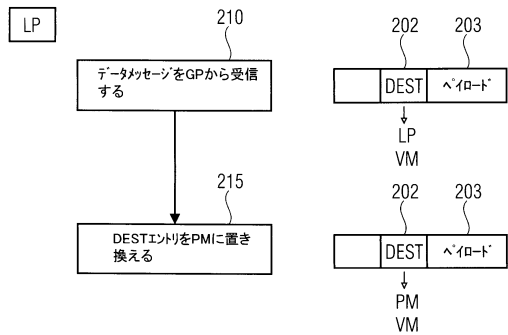 LP
210
データメッセージをGPから受信
する
202
203
DEST
ペイロード
LP
VM
215
DESTエントリをPMに置き
換える
202
203
DEST
ペイロード
PM
VM